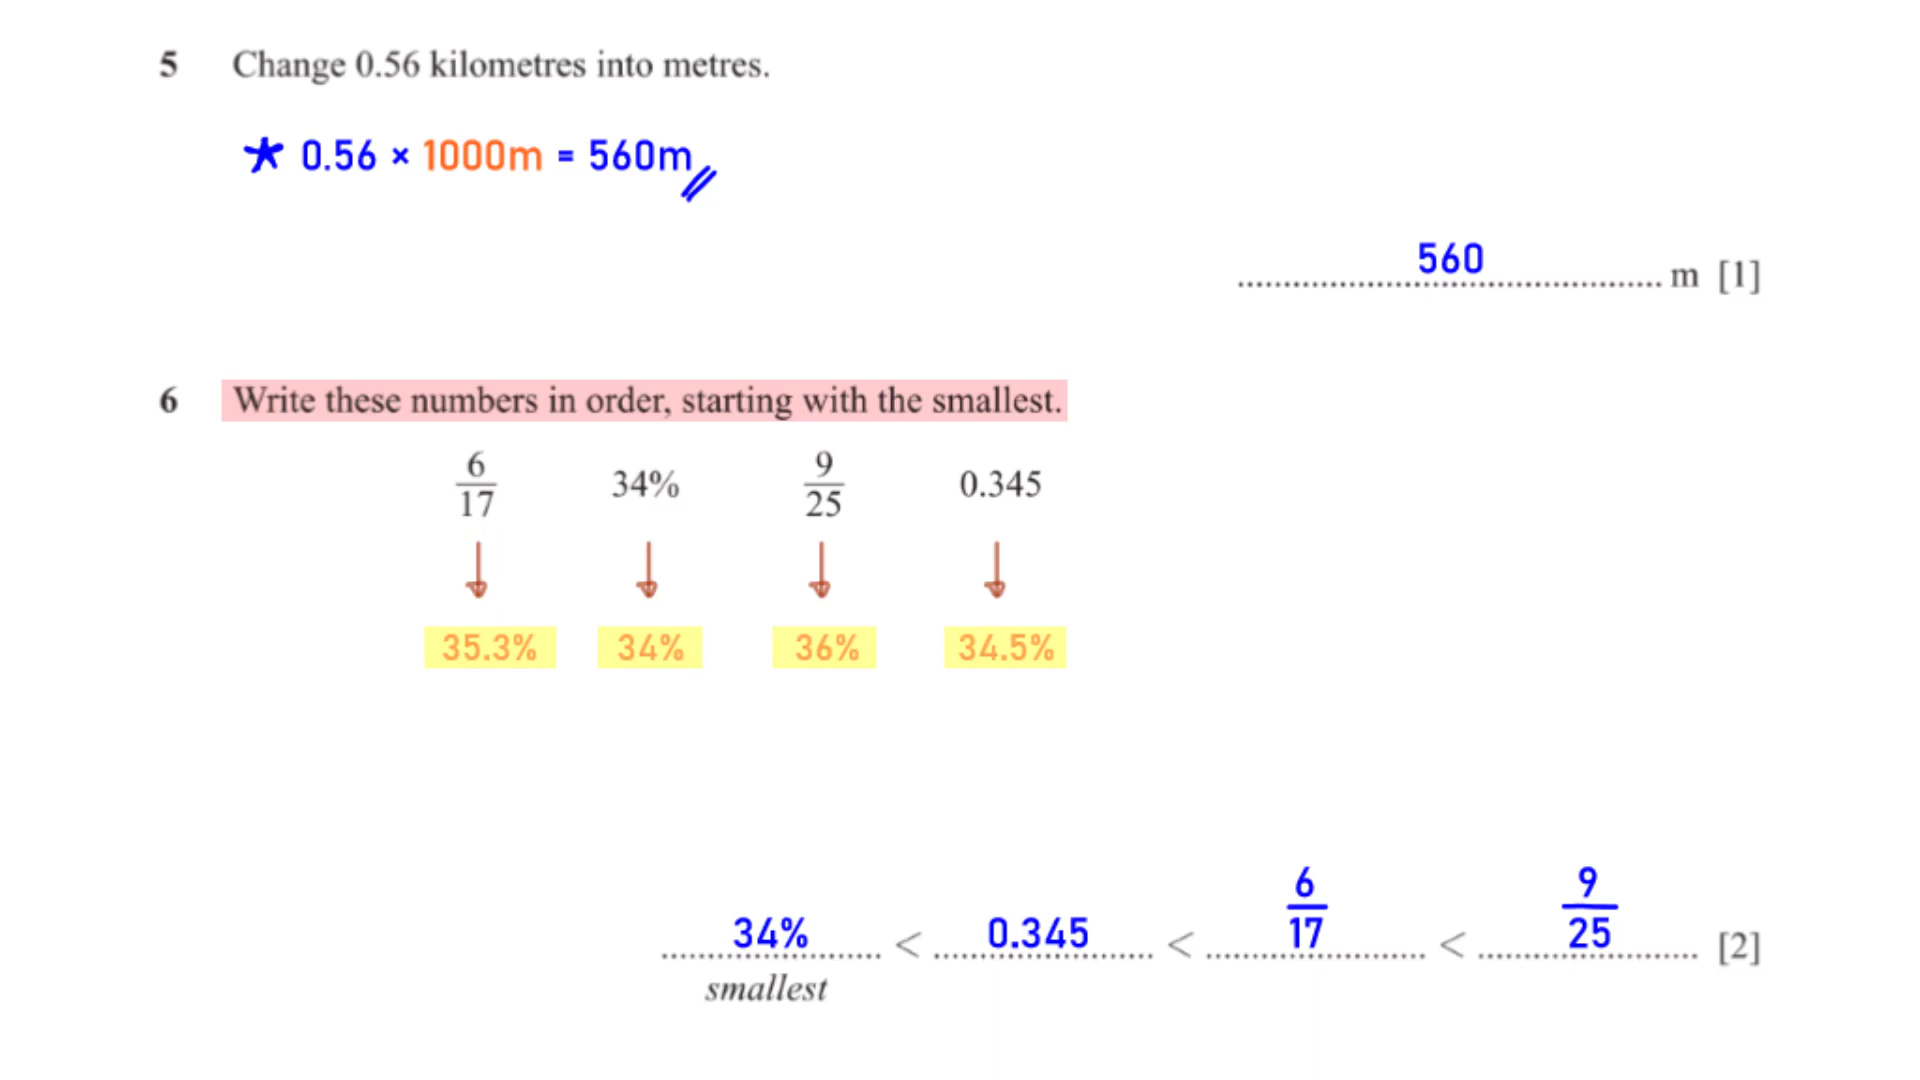 5 Change 0.56 kilometres into metres.
* 0.56 × 1000m = 560m
560
........................................ m [1]
6 Write these numbers in order, starting with the smallest.
6/17 34% 9/25 0.345
35.3% 34% 36% 34.5%
34% < 0.345 < 6/17 < 9/25 [2]
smallest